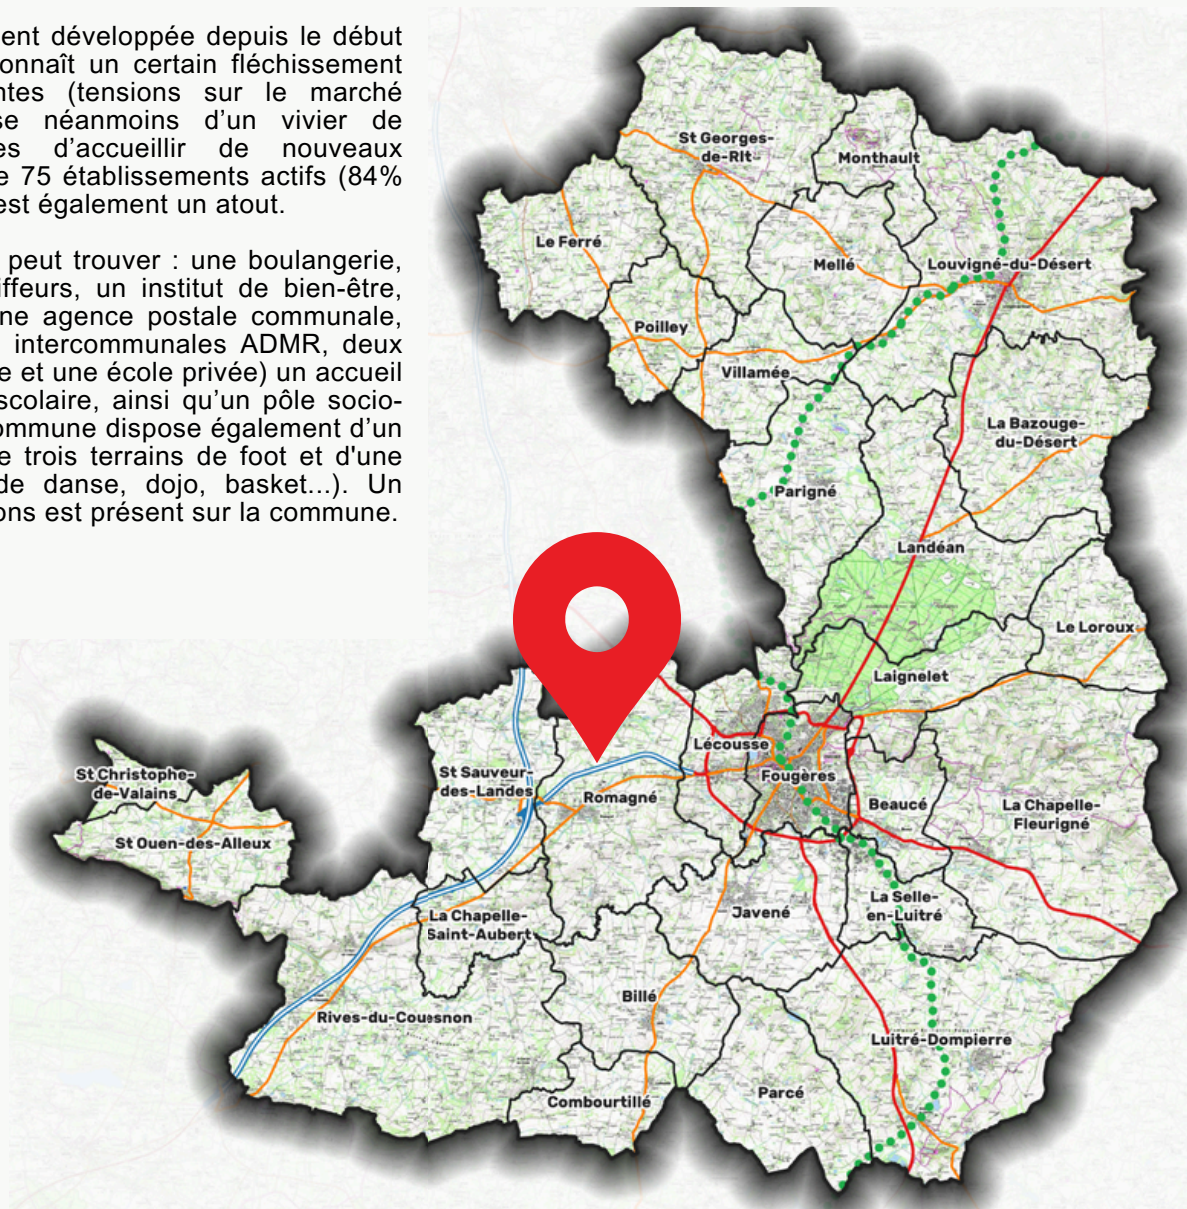 ent développée depuis le début
onnaît un certain fléchissement
ntes (tensions sur le marché
se néanmoins d’un vivier de
es d’accueillir de nouveaux
e 75 établissements actifs (84%
est également un atout.
peut trouver : une boulangerie,
iffeurs, un institut de bien-être,
ne agence postale communale,
intercommunales ADMR, deux
e et une école privée) un accueil
scolaire, ainsi qu’un pôle socio-
ommune dispose également d’un
e trois terrains de foot et d'une
de danse, dojo, basket...). Un
ons est présent sur la commune.
St Georges-
de-Rlt
Monthault
Le Ferré
Mellé
Louvigné-du-Désert
Poilley
Villamée
La Bazouge-
du-Désert
Parigné
Landéan
Le Loroux
Laignelet
Lécousse
St Christophe-
de-Valains
St Sauveur-
des-Landes
Romagné
Fougères
Beaucé
La Chapelle-
Fleurigné
St Ouen-des-Alleux
La Chapelle-
Saint-Aubert
Javené
La Selle-
en-Luitré
Billé
Rives-du-Couesnon
Luitré-Dompierre
Combourtillé
Parcé